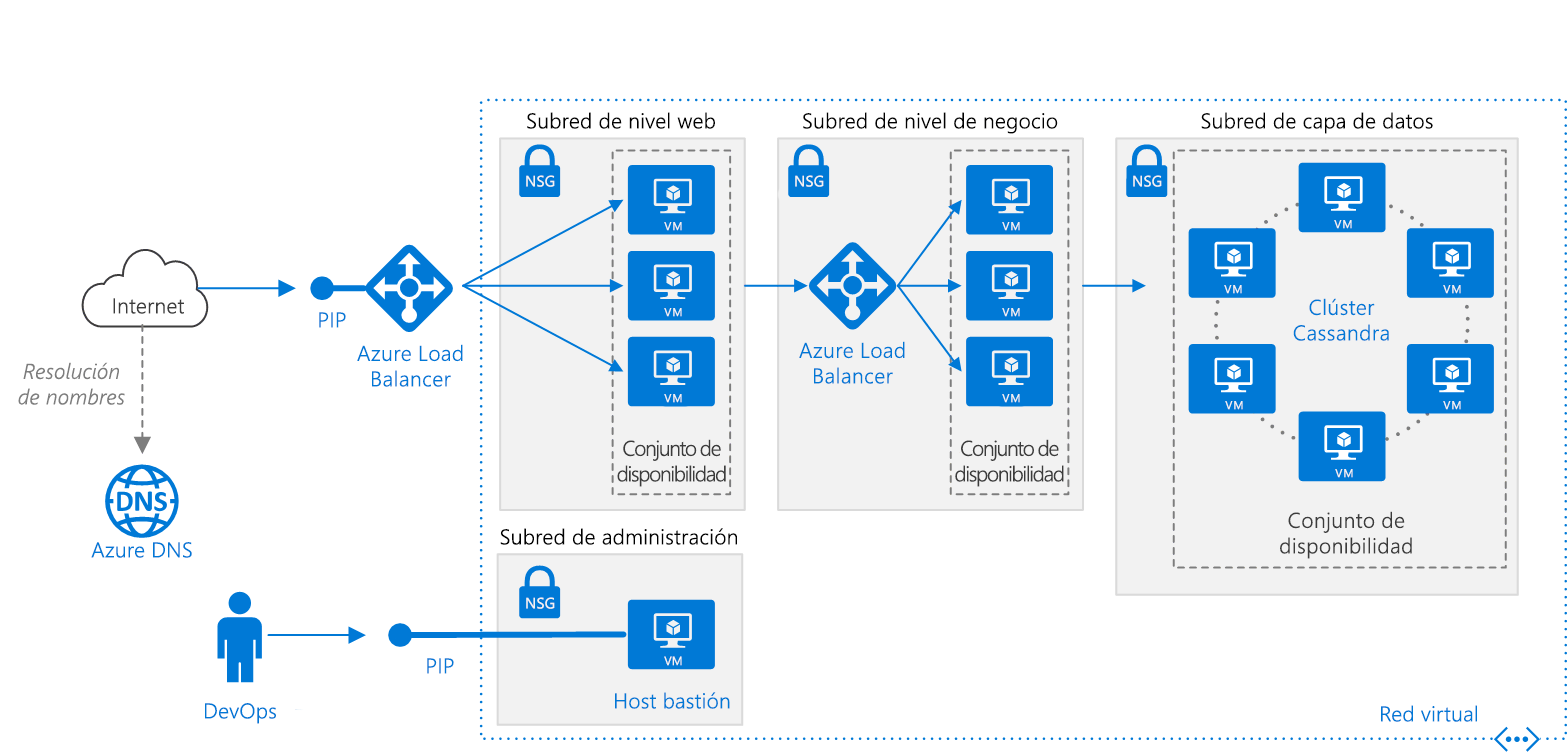 Subred de nivel web
Subred de nivel de negocio
Subred de capa de datos
NSG
VM
VM
VM
Conjunto de
disponibilidad
NSG
VM
VM
VM
Conjunto de
disponibilidad
NSG
VM
VM
VM
VM
VM
VM
Clúster
Cassandra
Conjunto de
disponibilidad
Internet
PIP
Azure Load
Balancer
Azure Load
Balancer
Resolución
de nombres
DNS
Azure DNS
Subred de administración
NSG
VM
Host bastión
PIP
DevOps
Red virtual